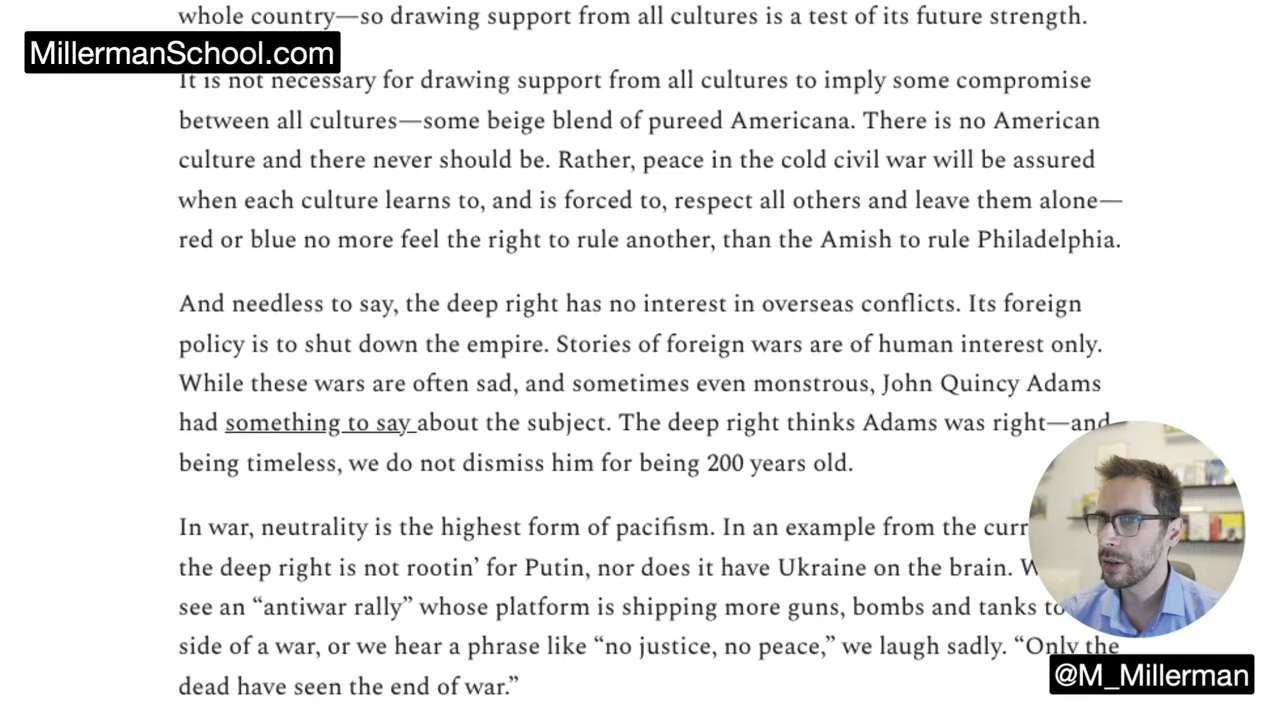 whole country—so drawing support from all cultures is a test of its future strength.
MillermanSchool.com
It is not necessary for drawing support from all cultures to imply some compromise
between all cultures—some beige blend of pureed Americana. There is no American
culture and there never should be. Rather, peace in the cold civil war will be assured
when each culture learns to, and is forced to, respect all others and leave them alone—
red or blue no more feel the right to rule another, than the Amish to rule Philadelphia.
And needless to say, the deep right has no interest in overseas conflicts. Its foreign
policy is to shut down the empire. Stories of foreign wars are of human interest only.
While these wars are often sad, and sometimes even monstrous, John Quincy Adams
had something to say about the subject. The deep right thinks Adams was right—and
being timeless, we do not dismiss him for being 200 years old.
In war, neutrality is the highest form of pacifism. In an example from the
the deep right is not rootin’ for Putin, nor does it have Ukraine on the brain.
see an “antiwar rally” whose platform is shipping more guns, bombs and tanks to
side of a war, or we hear a phrase like “no justice, no peace,” we laugh sadly. “Only the
dead have seen the end of war.”
@M_Millerman